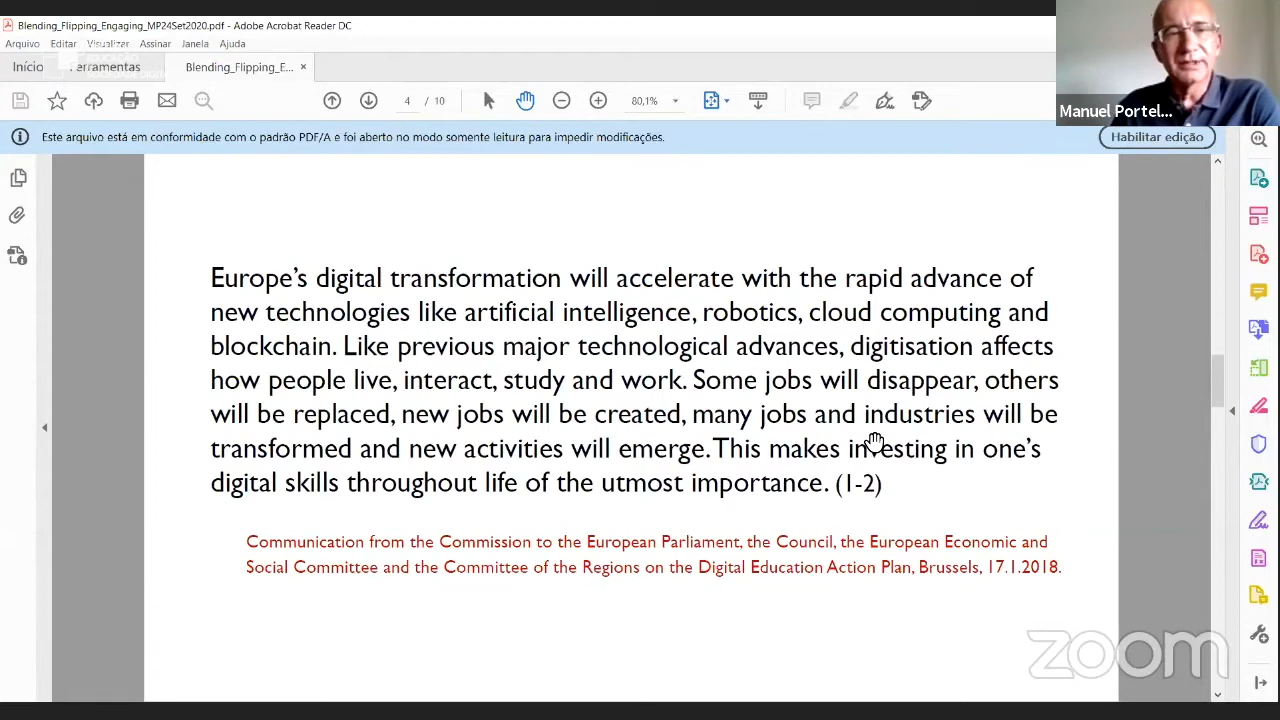 Blending_Flipping_Engaging_MP24Set2020.pdf - Adobe Acrobat Reader DC
Arquivo Editar Visualizar Assinar Janela Ajuda
Início
Blending_Flipping_E... ×
4 / 10
80,1%
Manuel Portel...
Este arquivo está em conformidade com o padrão PDF/A e foi aberto no modo somente leitura para impedir modificações.
Habilitar edição
Europe’s digital transformation will accelerate with the rapid advance of
new technologies like artificial intelligence, robotics, cloud computing and
blockchain. Like previous major technological advances, digitisation affects
how people live, interact, study and work. Some jobs will disappear, others
will be replaced, new jobs will be created, many jobs and industries will be
transformed and new activities will emerge. This makes investing in one’s
digital skills throughout life of the utmost importance. (1-2)
Communication from the Commission to the European Parliament, the Council, the European Economic and
Social Committee and the Committee of the Regions on the Digital Education Action Plan, Brussels, 17.1.2018.
zoom